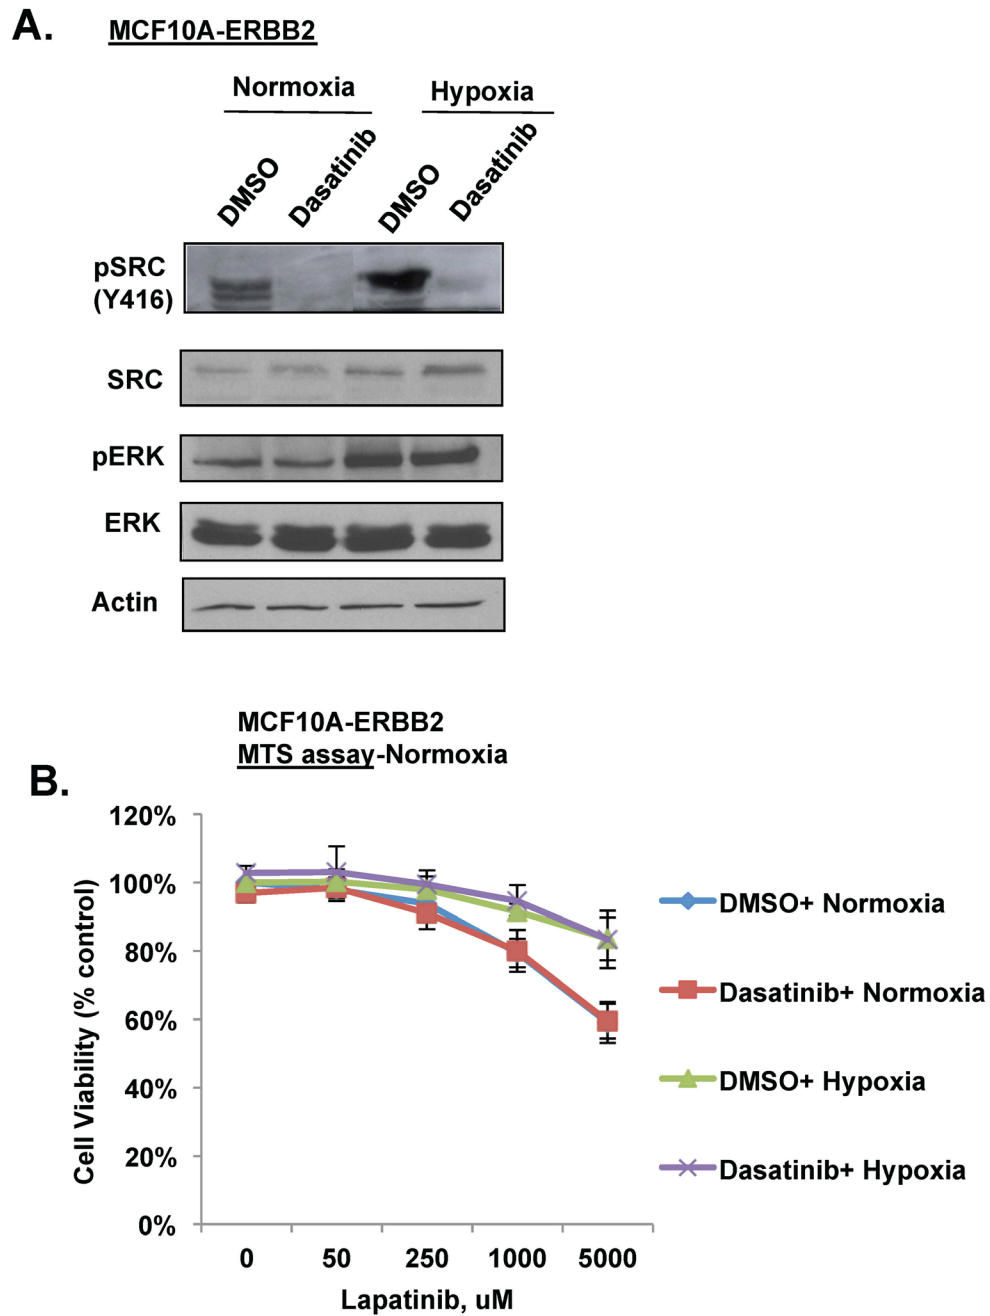 A.
MCF10A-ERBB2
Normoxia
Hypoxia
DMSO
Dasatinib
DMSO
Dasatinib
pSRC
(Y416)
SRC
pERK
ERK
Actin
MCF10A-ERBB2
MTS assay-Normoxia
B.
Cell Viability (% control)
120%
100%
80%
60%
40%
20%
0%
0 50 250 1000 5000
Lapatinib, uM
DMSO+ Normoxia
Dasatinib+ Normoxia
DMSO+ Hypoxia
Dasatinib+ Hypoxia